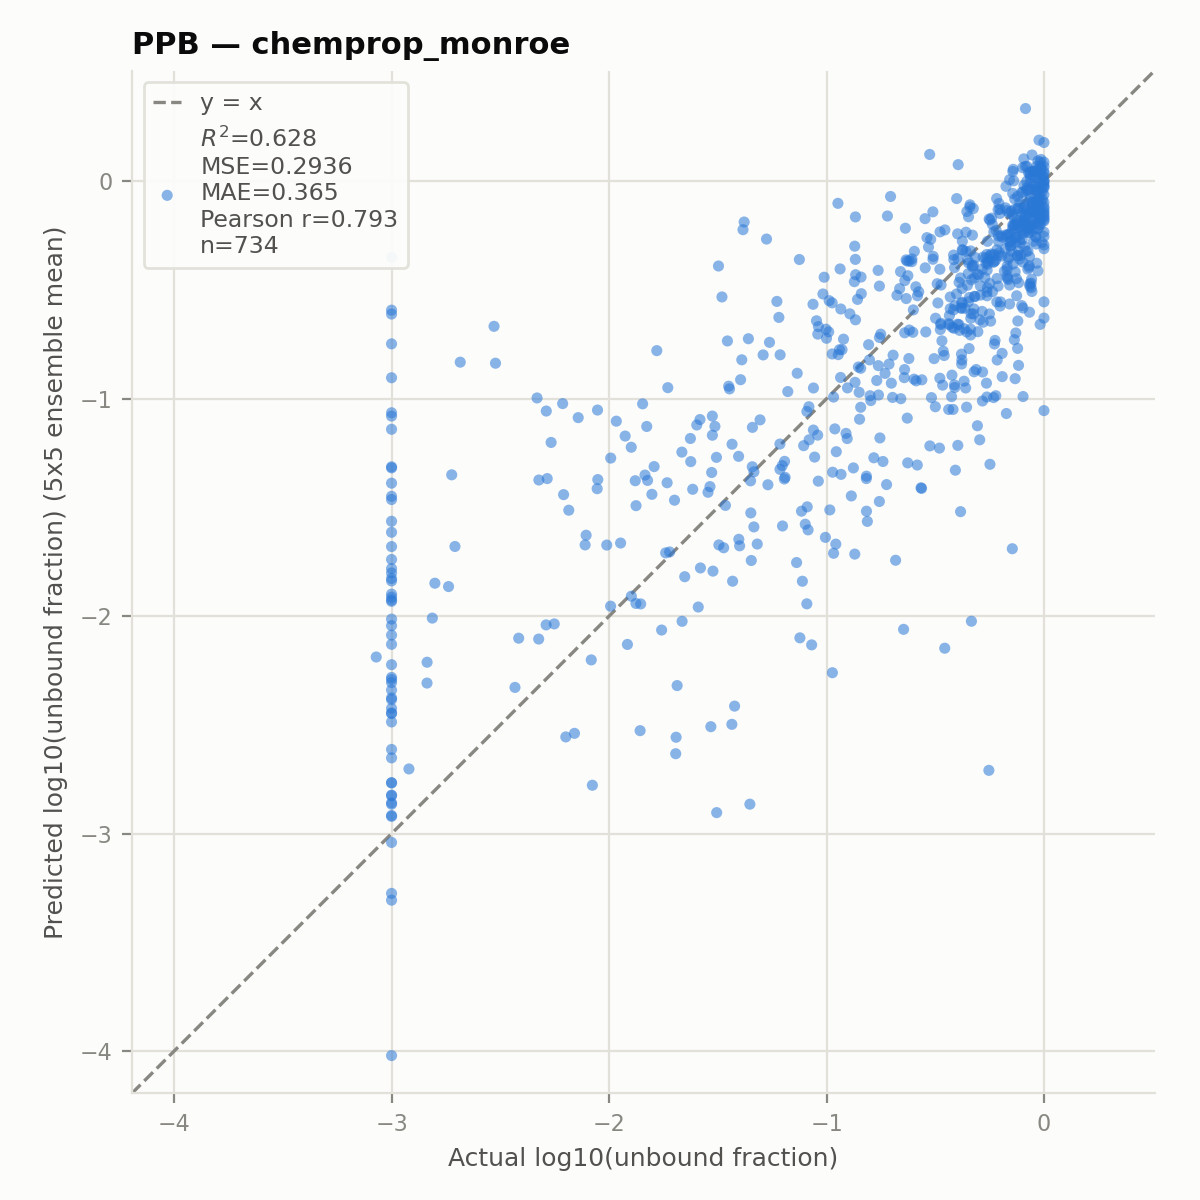 PPB — chemprop_monroe
y = x
R²=0.628
MSE=0.2936
MAE=0.365
Pearson r=0.793
n=734
Predicted log10(unbound fraction) (5x5 ensemble mean)
0
−1
−2
−3
−4
−4
−3
−2
−1
0
Actual log10(unbound fraction)